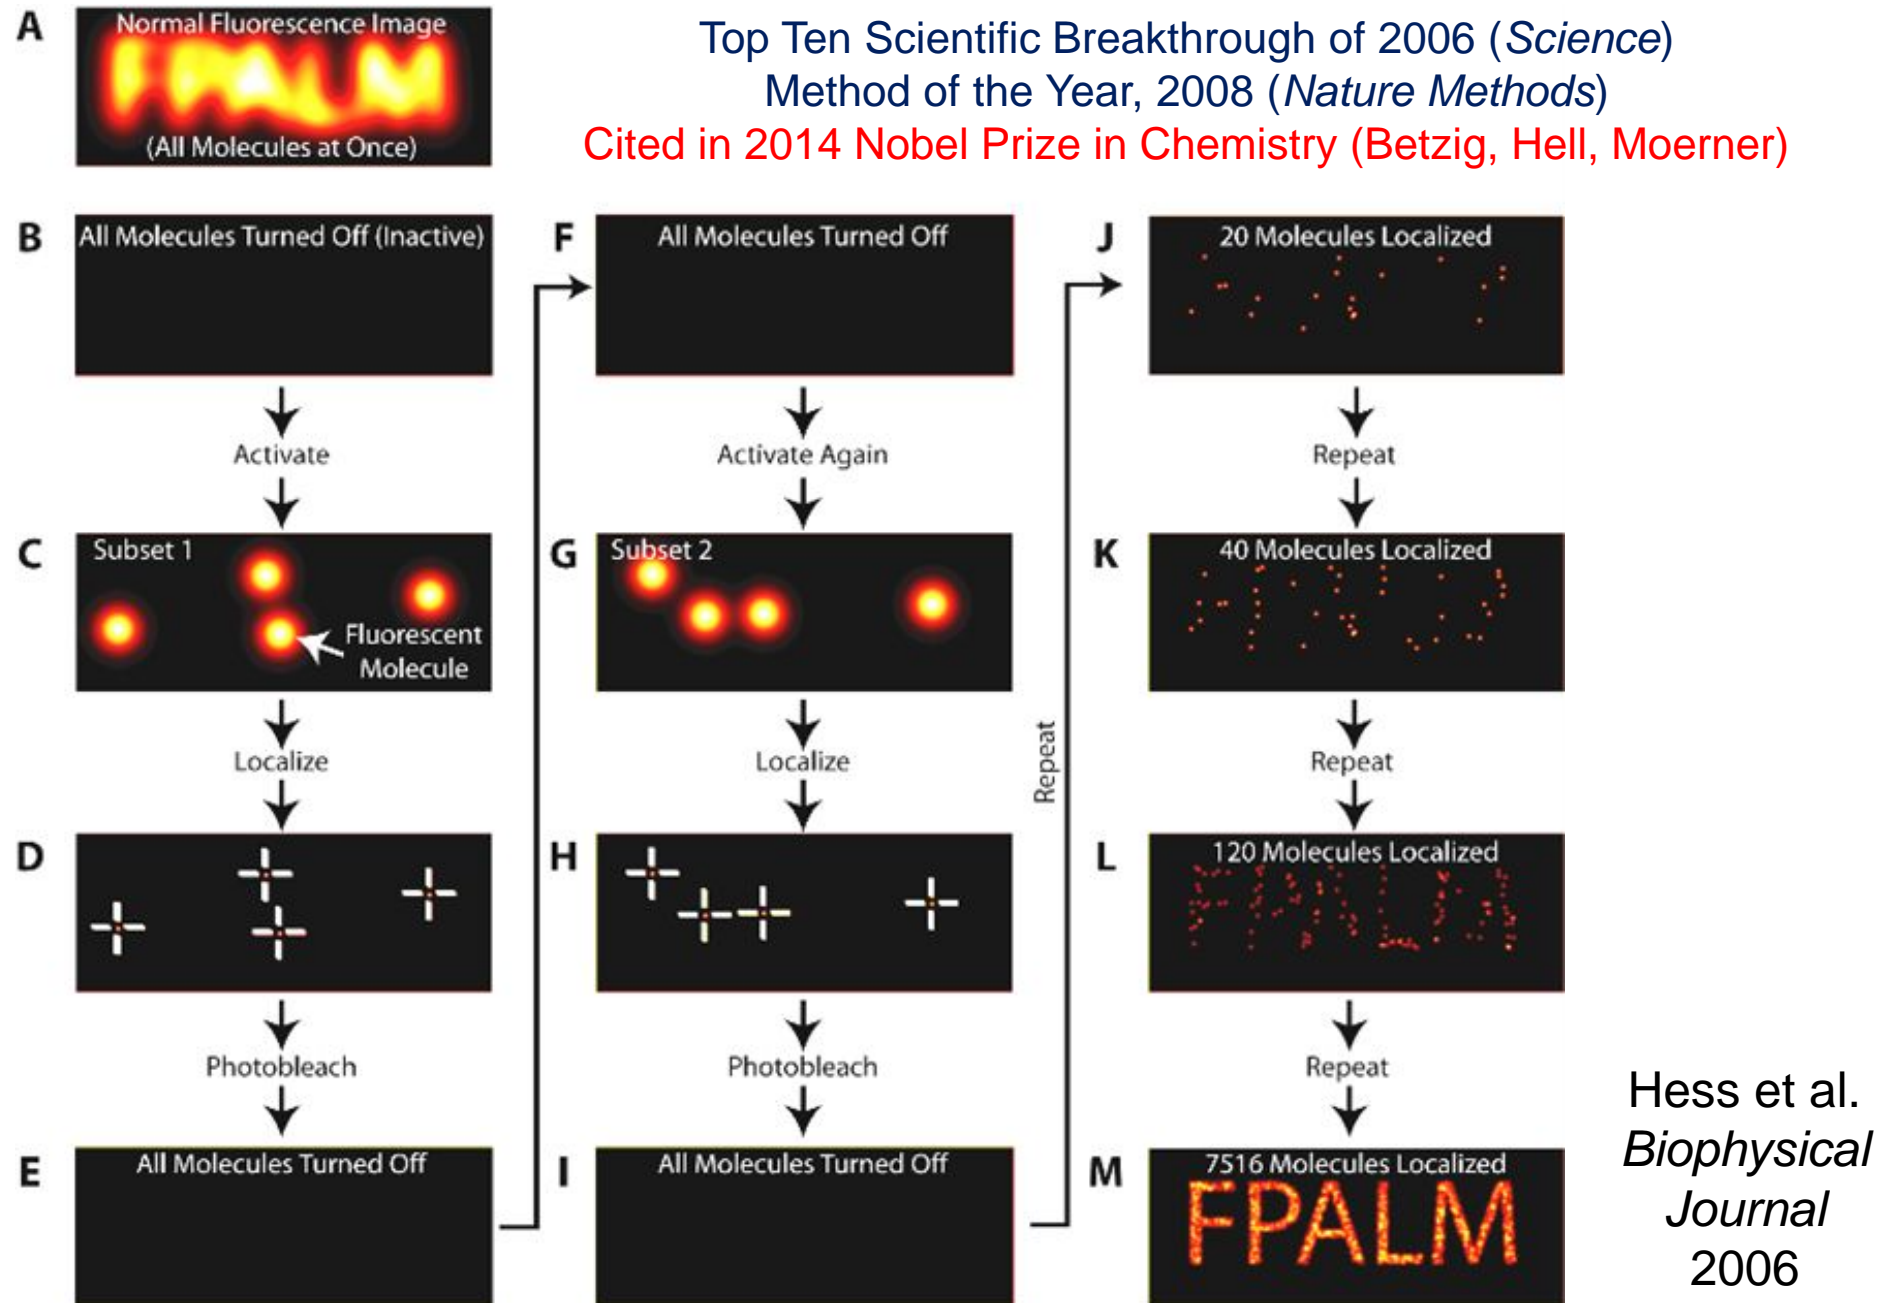 Top Ten Scientific Breakthrough of 2006 (Science)
Method of the Year, 2008 (Nature Methods)
Cited in 2014 Nobel Prize in Chemistry (Betzig, Hell, Moerner)
A
Normal Fluorescence Image
(All Molecules at Once)
B
All Molecules Turned Off (Inactive)
Activate
C
Subset 1
Fluorescent
Molecule
Localize
D
Photobleach
E
All Molecules Turned Off
F
All Molecules Turned Off
Activate Again
G
Subset 2
Localize
H
Photobleach
I
All Molecules Turned Off
Repeat
J
20 Molecules Localized
Repeat
K
40 Molecules Localized
Repeat
L
120 Molecules Localized
Repeat
M
7516 Molecules Localized
FPALM
Hess et al.
Biophysical
Journal
2006